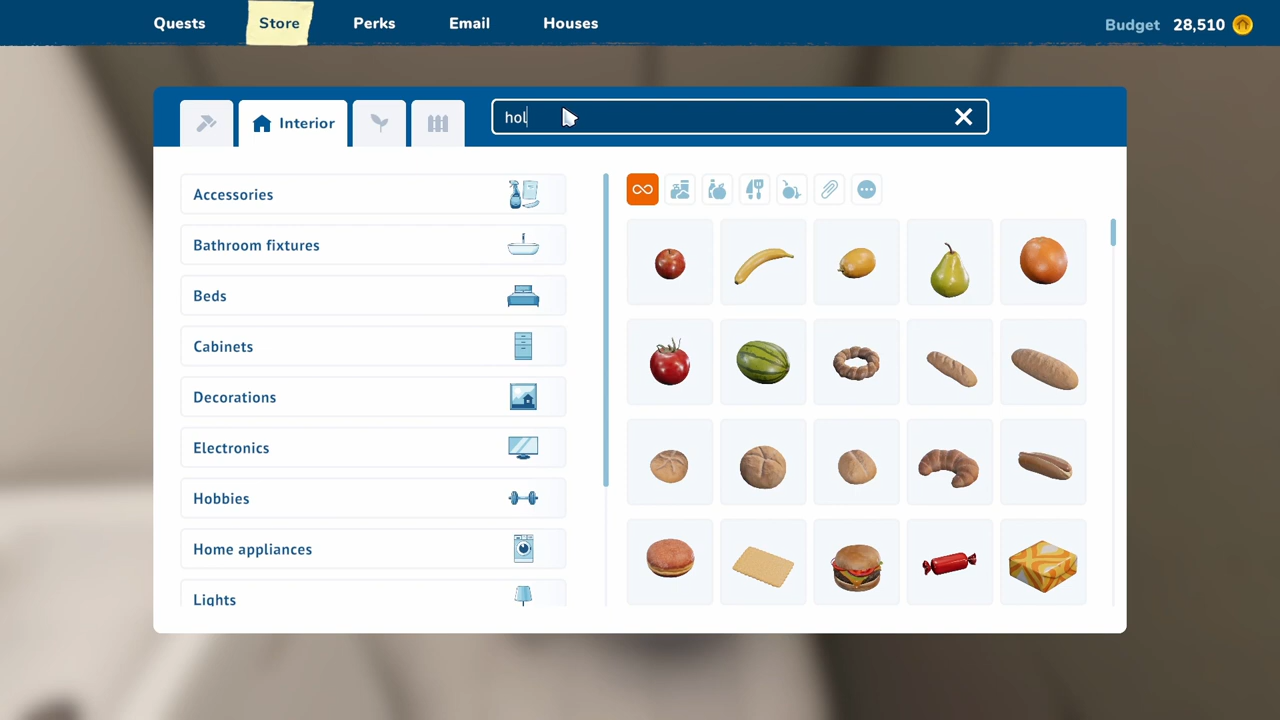 Quests Store Perks Email Houses Budget 28,510
Interior hol
Accessories
Bathroom fixtures
Beds
Cabinets
Decorations
Electronics
Hobbies
Home appliances
Lights